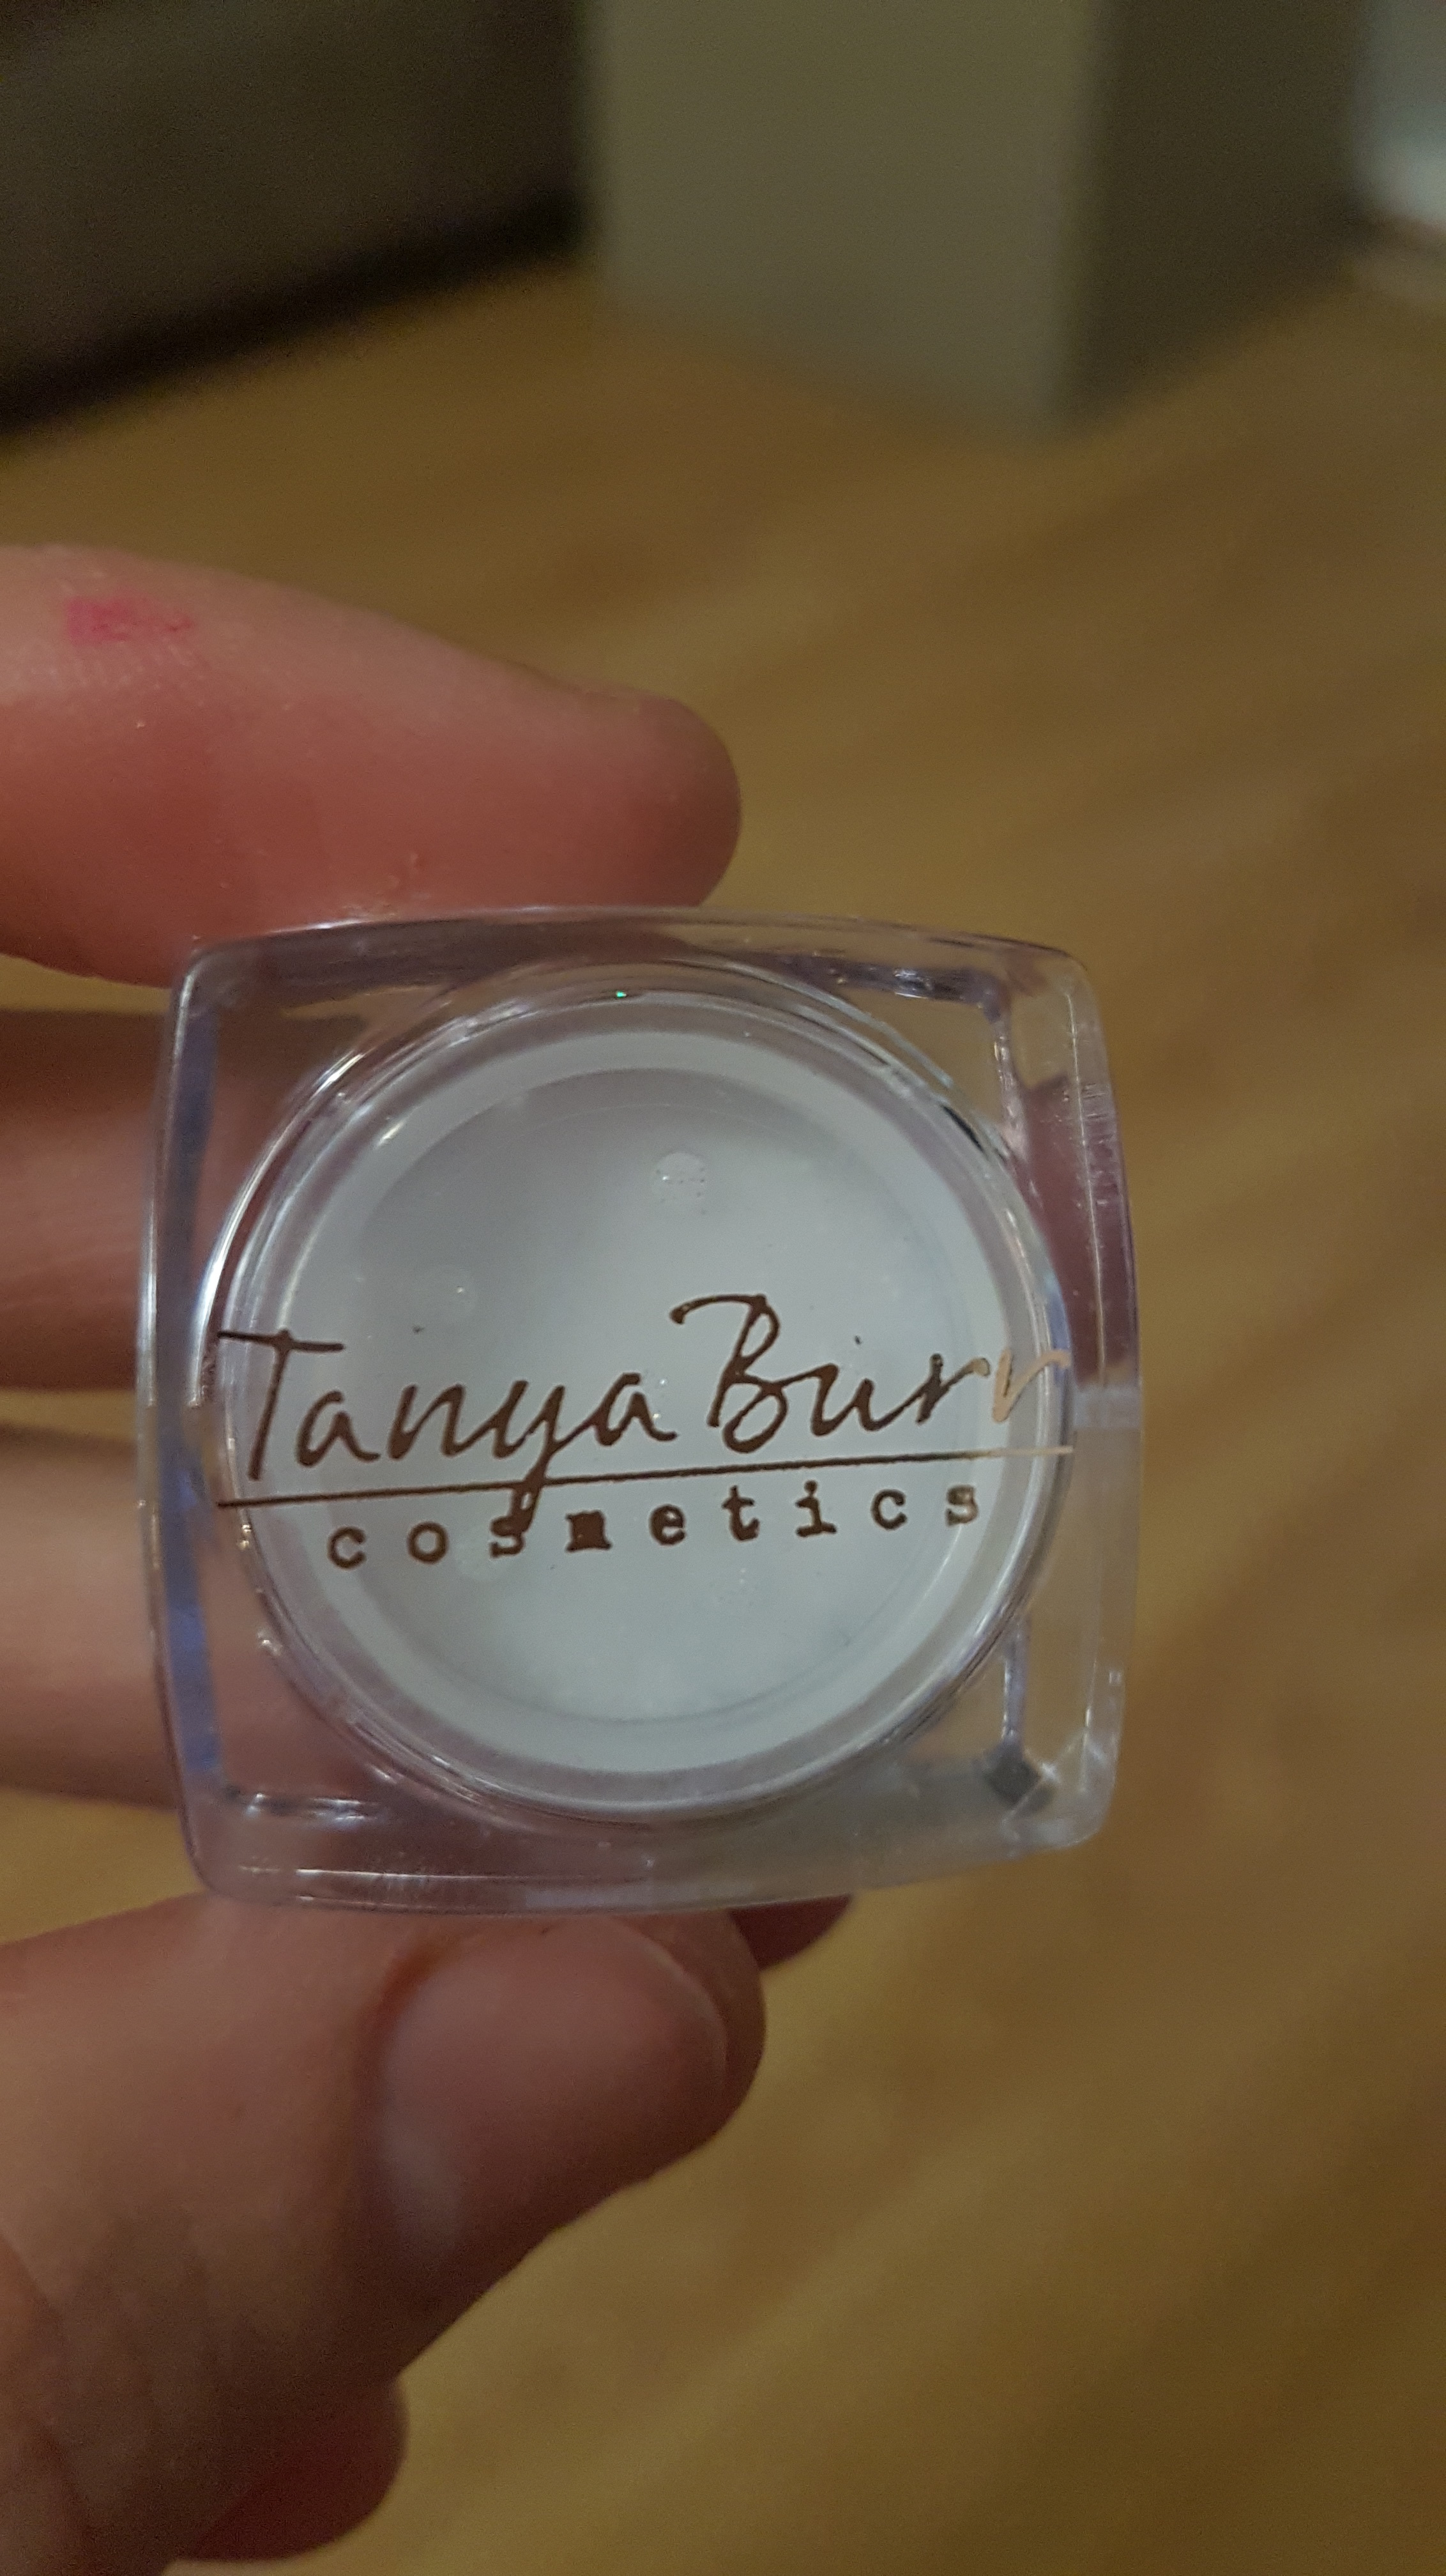 Tanya Burr
cosmetics